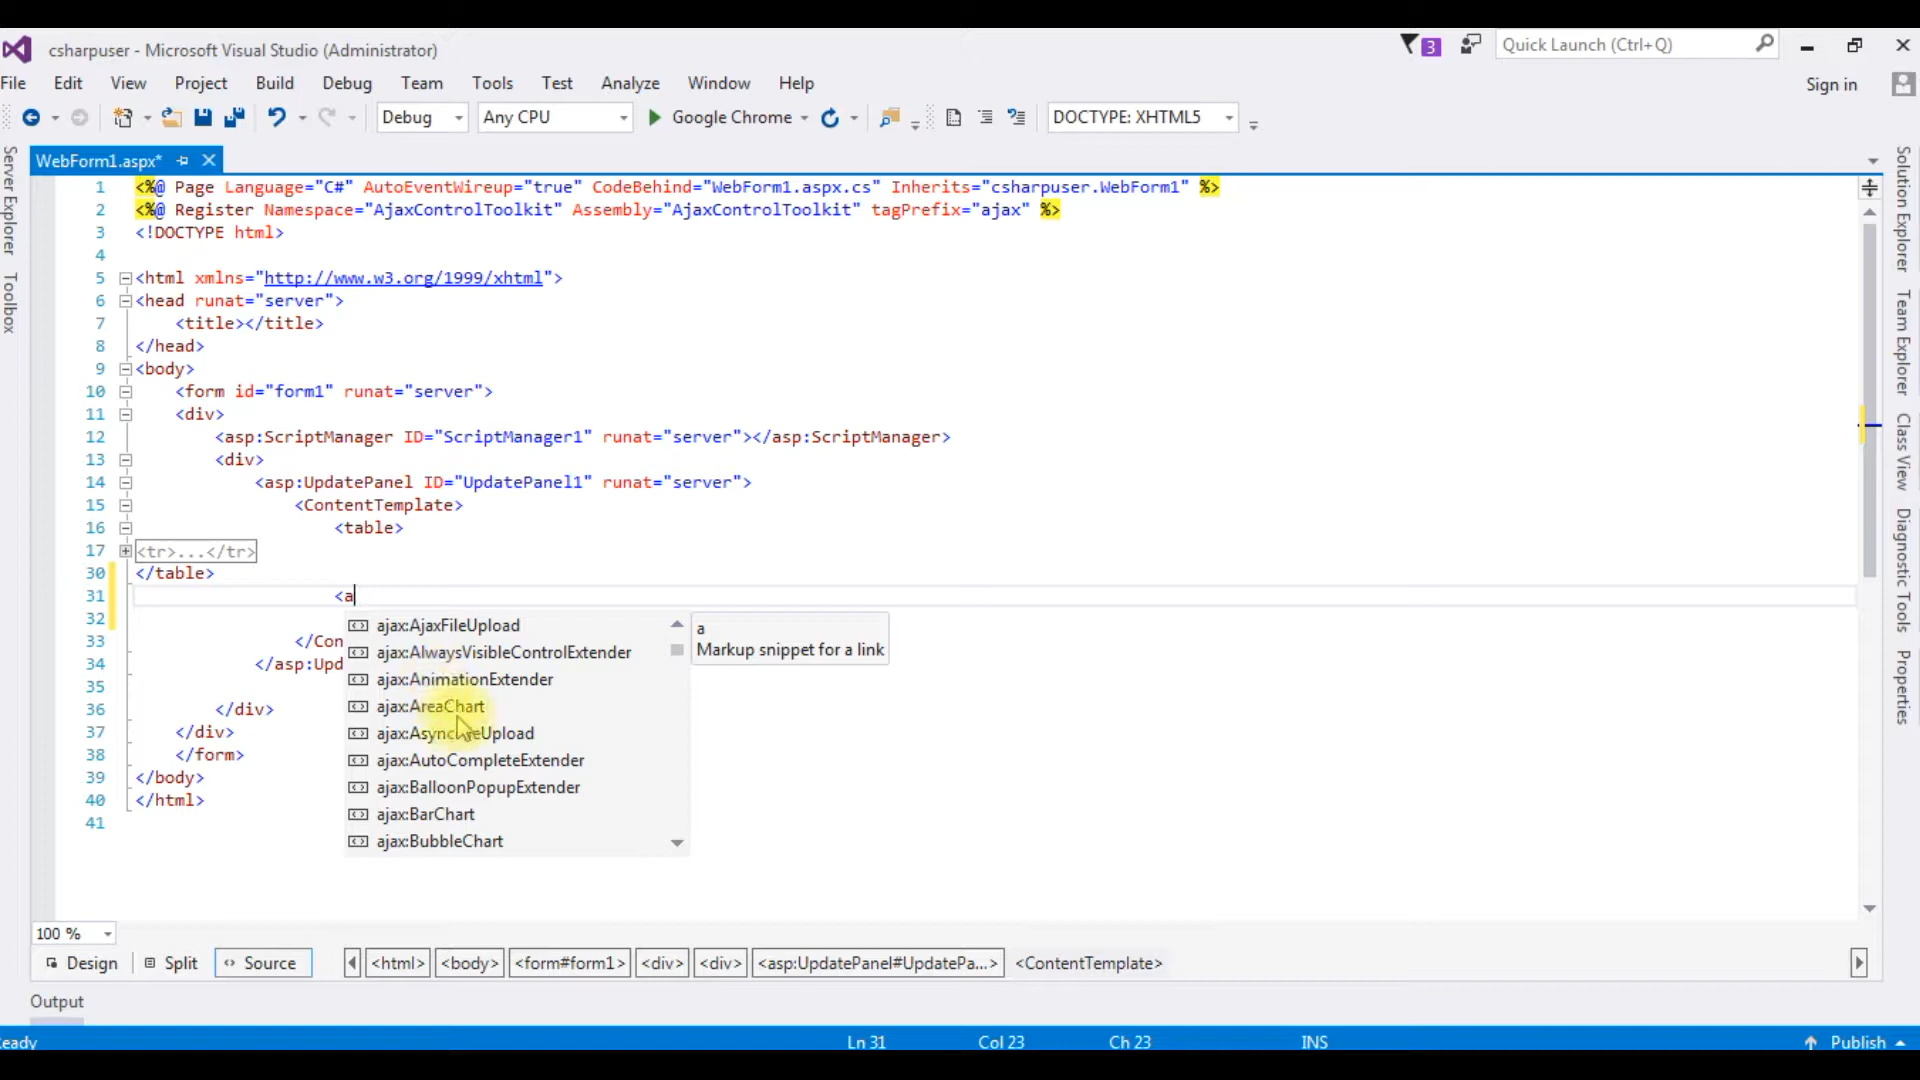 csharpuser - Microsoft Visual Studio (Administrator)
3
Quick Launch (Ctrl+Q)
File Edit View Project Build Debug Team Tools Test Analyze Window Help
Sign in
Debug Any CPU Google Chrome DOCTYPE: XHTML5
Server Explorer
Toolbox
WebForm1.aspx*
1 <%@ Page Language="C#" AutoEventWireup="true" CodeBehind="WebForm1.aspx.cs" Inherits="csharpuser.WebForm1" %>
2 <%@ Register Namespace="AjaxControlToolkit" Assembly="AjaxControlToolkit" tagPrefix="ajax" %>
3 <!DOCTYPE html>
4
5 <html xmlns="http://www.w3.org/1999/xhtml">
6 <head runat="server">
7 <title></title>
8 </head>
9 <body>
10 <form id="form1" runat="server">
11 <div>
12 <asp:ScriptManager ID="ScriptManager1" runat="server"></asp:ScriptManager>
13 <div>
14 <asp:UpdatePanel ID="UpdatePanel1" runat="server">
15 <ContentTemplate>
16 <table>
17 <tr>...</tr>
30 </table>
31 <a
32
33 </Con
34 </asp:Upd
35
36 </div>
37 </div>
38 </form>
39 </body>
40 </html>
41
ajax:AjaxFileUpload
ajax:AlwaysVisibleControlExtender
ajax:AnimationExtender
ajax:AreaChart
ajax:AsyncFileUpload
ajax:AutoCompleteExtender
ajax:BalloonPopupExtender
ajax:BarChart
ajax:BubbleChart
a
Markup snippet for a link
Solution Explorer
Team Explorer
Class View
Diagnostic Tools
Properties
100 %
Design Split Source <html> <body> <form#form1> <div> <div> <asp:UpdatePanel#UpdatePa...> <ContentTemplate>
Output
eady Ln 31 Col 23 Ch 23 INS Publish